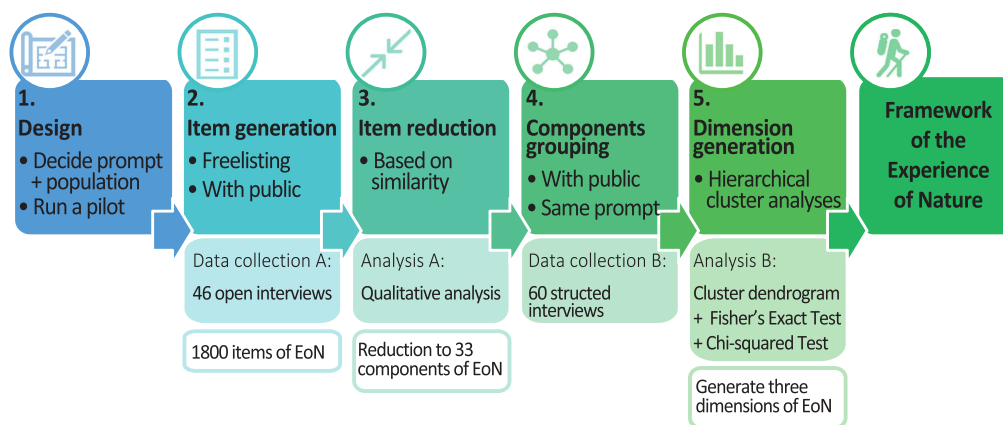 1.
Design
• Decide prompt
+ population
• Run a pilot
2.
Item generation
• Freelisting
• With public
Data collection A:
46 open interviews
1800 items of EoN
3.
Item reduction
• Based on
similarity
Analysis A:
Qualitative analysis
Reduction to 33
components of EoN
4.
Components
grouping
• With public
• Same prompt
Data collection B:
60 structed
interviews
5.
Dimension
generation
• Hierarchical
cluster analyses
Analysis B:
Cluster dendrogram
+ Fisher's Exact Test
+ Chi-squared Test
Generate three
dimensions of EoN
Framework
of the
Experience
of Nature